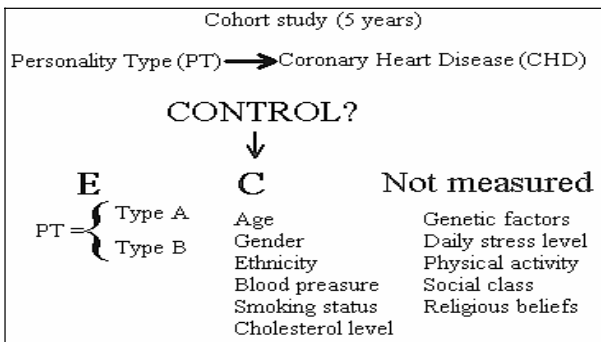 Cohort study (5 years)
Personality Type (PT) Coronary Heart Disease (CHD)
CONTROL?
E C Not measured
PT = Type A
Type B
Age
Gender
Ethnicity
Blood preasure
Smoking status
Cholesterol level
Genetic factors
Daily stress level
Physical activity
Social class
Religious beliefs